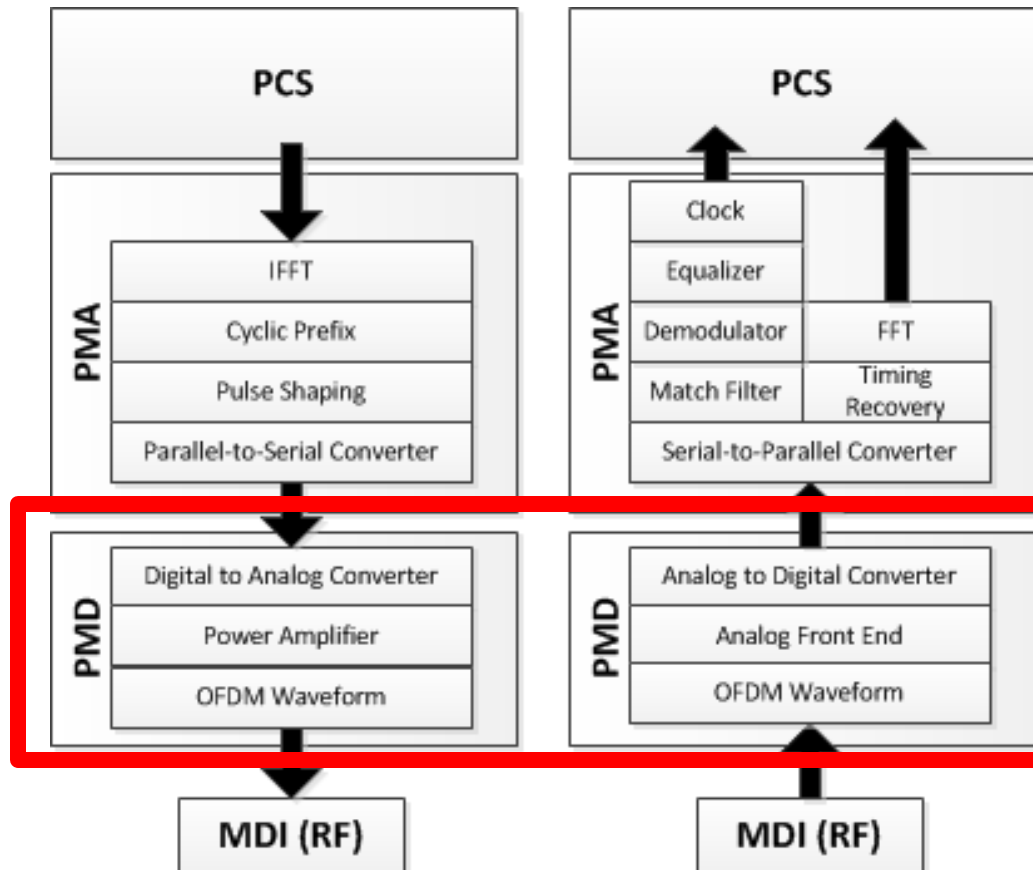 PCS
PMA
IFFT
Cyclic Prefix
Pulse Shaping
Parallel-to-Serial Converter
PMD
Digital to Analog Converter
Power Amplifier
OFDM Waveform
MDI (RF)
PCS
PMA
Clock
Equalizer
Demodulator
FFT
Match Filter
Timing
Recovery
Serial-to-Parallel Converter
PMD
Analog to Digital Converter
Analog Front End
OFDM Waveform
MDI (RF)